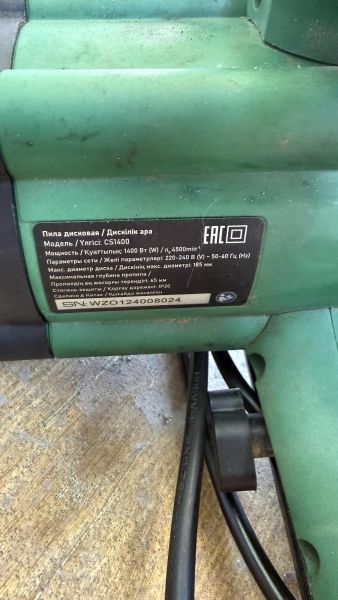 Пила дисковая / Дискілік ара
Модель / Үлгісі: CS1400
Мощность / Қуаттылық: 1400 Вт (W) / n₀ 4500min⁻¹
Параметры сети / Желі параметрлері: 220-240 В (V) ~ 50-60 Гц (Hz)
Макс. диаметр диска / Дискінің макс. диаметрі: 185 мм
Максимальная глубина пропила /
Пропилдің ең жоғарғы тереңдігі: 65 мм
Степень защиты / Қорғау дәрежесі: IP20
Сделано в Китае / Қытайда жасалған
SN: WZO124008024
EAC